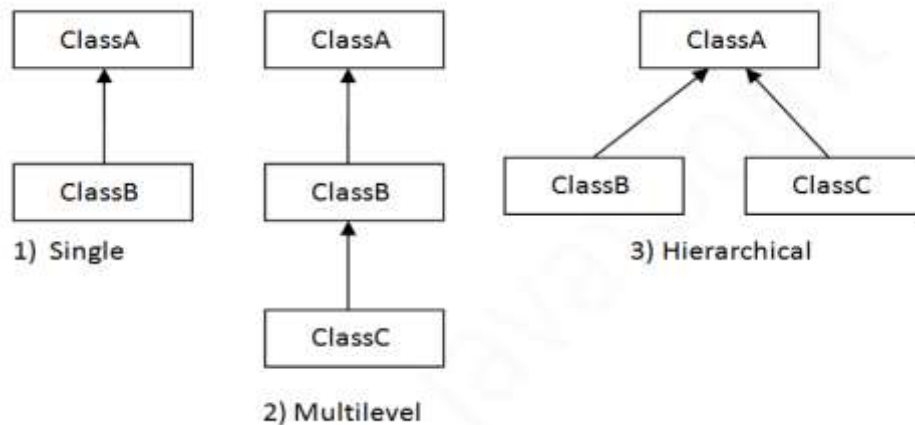 ClassA
ClassB
1) Single
ClassA
ClassB
ClassC
2) Multilevel
ClassA
ClassB
ClassC
3) Hierarchical